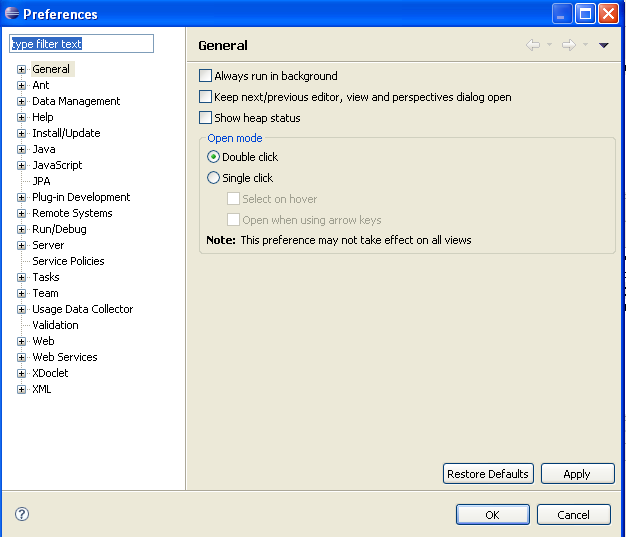 Preferences
type filter text
General
Ant
Data Management
Help
Install/Update
Java
JavaScript
JPA
Plug-in Development
Remote Systems
Run/Debug
Server
Service Policies
Tasks
Team
Usage Data Collector
Validation
Web
Web Services
XDoclet
XML
General
Always run in background
Keep next/previous editor, view and perspectives dialog open
Show heap status
Open mode
Double click
Single click
Select on hover
Open when using arrow keys
Note: This preference may not take effect on all views
Restore Defaults Apply
? OK Cancel